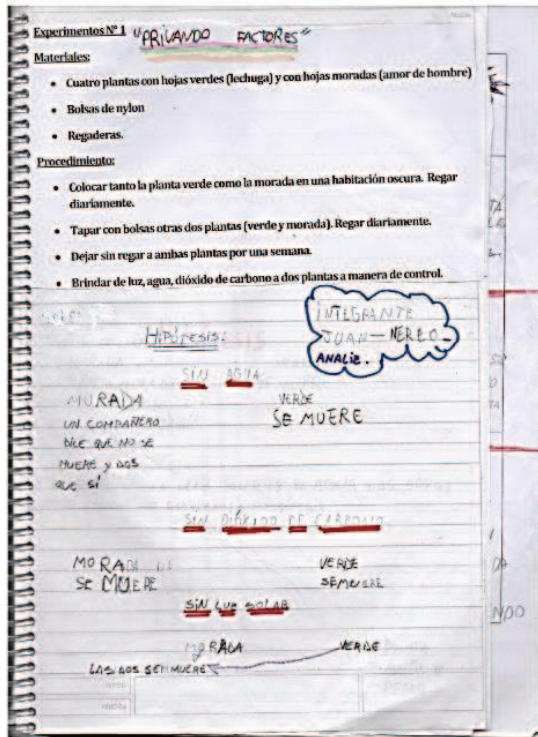 Experimentos Nº 1 "PRIVANDO FACTORES"
Materiales:
• Cuatro plantas con hojas verdes (lechuga) y con hojas moradas (amor de hombre)
• Bolsas de nylon
• Regaderas.
Procedimiento:
• Colocar tanto la planta verde como la morada en una habitación oscura. Regar
diariamente.
• Tapar con bolsas otras dos plantas (verde y morada). Regar diariamente.
• Dejar sin regar a ambas plantas por una semana.
• Brindar de luz, agua, dióxido de carbono a dos plantas a manera de control.
INTEGRANTE
JUAN - NEREO -
ANALIE.
HIPÓTESIS:
SIN AGUA
MURADA VERDE
UN COMPAÑERO SE MUERE
DICE QUE NO SE
MUERE Y DOS
QUE SÍ
SIN DIÓXIDO DE CARBONO
MORADA VERDE
SE MUERE SEMUERE
SIN LUZ SOLAR
MORADA VERDE
LAS DOS SEMUERE